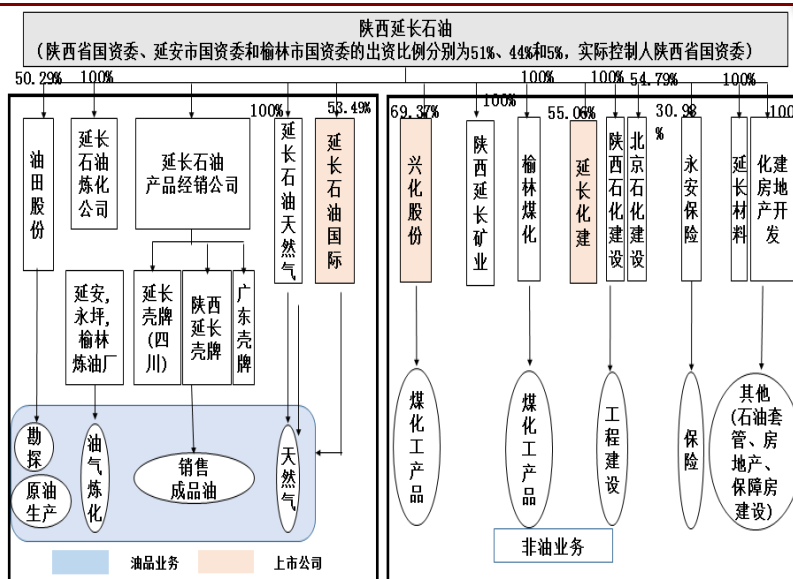 陕西延长石油
（陕西省国资委、延安市国资委和榆林市国资委的出资比例分别为51%、44%和5%，实际控制人陕西省国资委）
50.29%
100%
100%
53.49%
69.37%
100%
100%
55.06%
100%
54.79%
30.98%
100%
100%
油田股份
延长石油炼化公司
延长石油
产品经销公司
延长石油天然气
延长石油国际
兴化股份
陕西延长矿业
榆林煤化
延长化建
陕西石化建设
北京石化建设
永安保险
延长材料
化建房地产开发
延安,
永坪,
榆林
炼油厂
延长
壳牌
(四
川)
陕西延长壳牌
广东壳牌
勘探
原油
生产
油气炼化
销售
成品油
天然气
煤化工产品
煤化工产品
工程建设
保险
其他
(石油套
管、房
地产、
保障房
建设)
油品业务
上市公司
非油业务